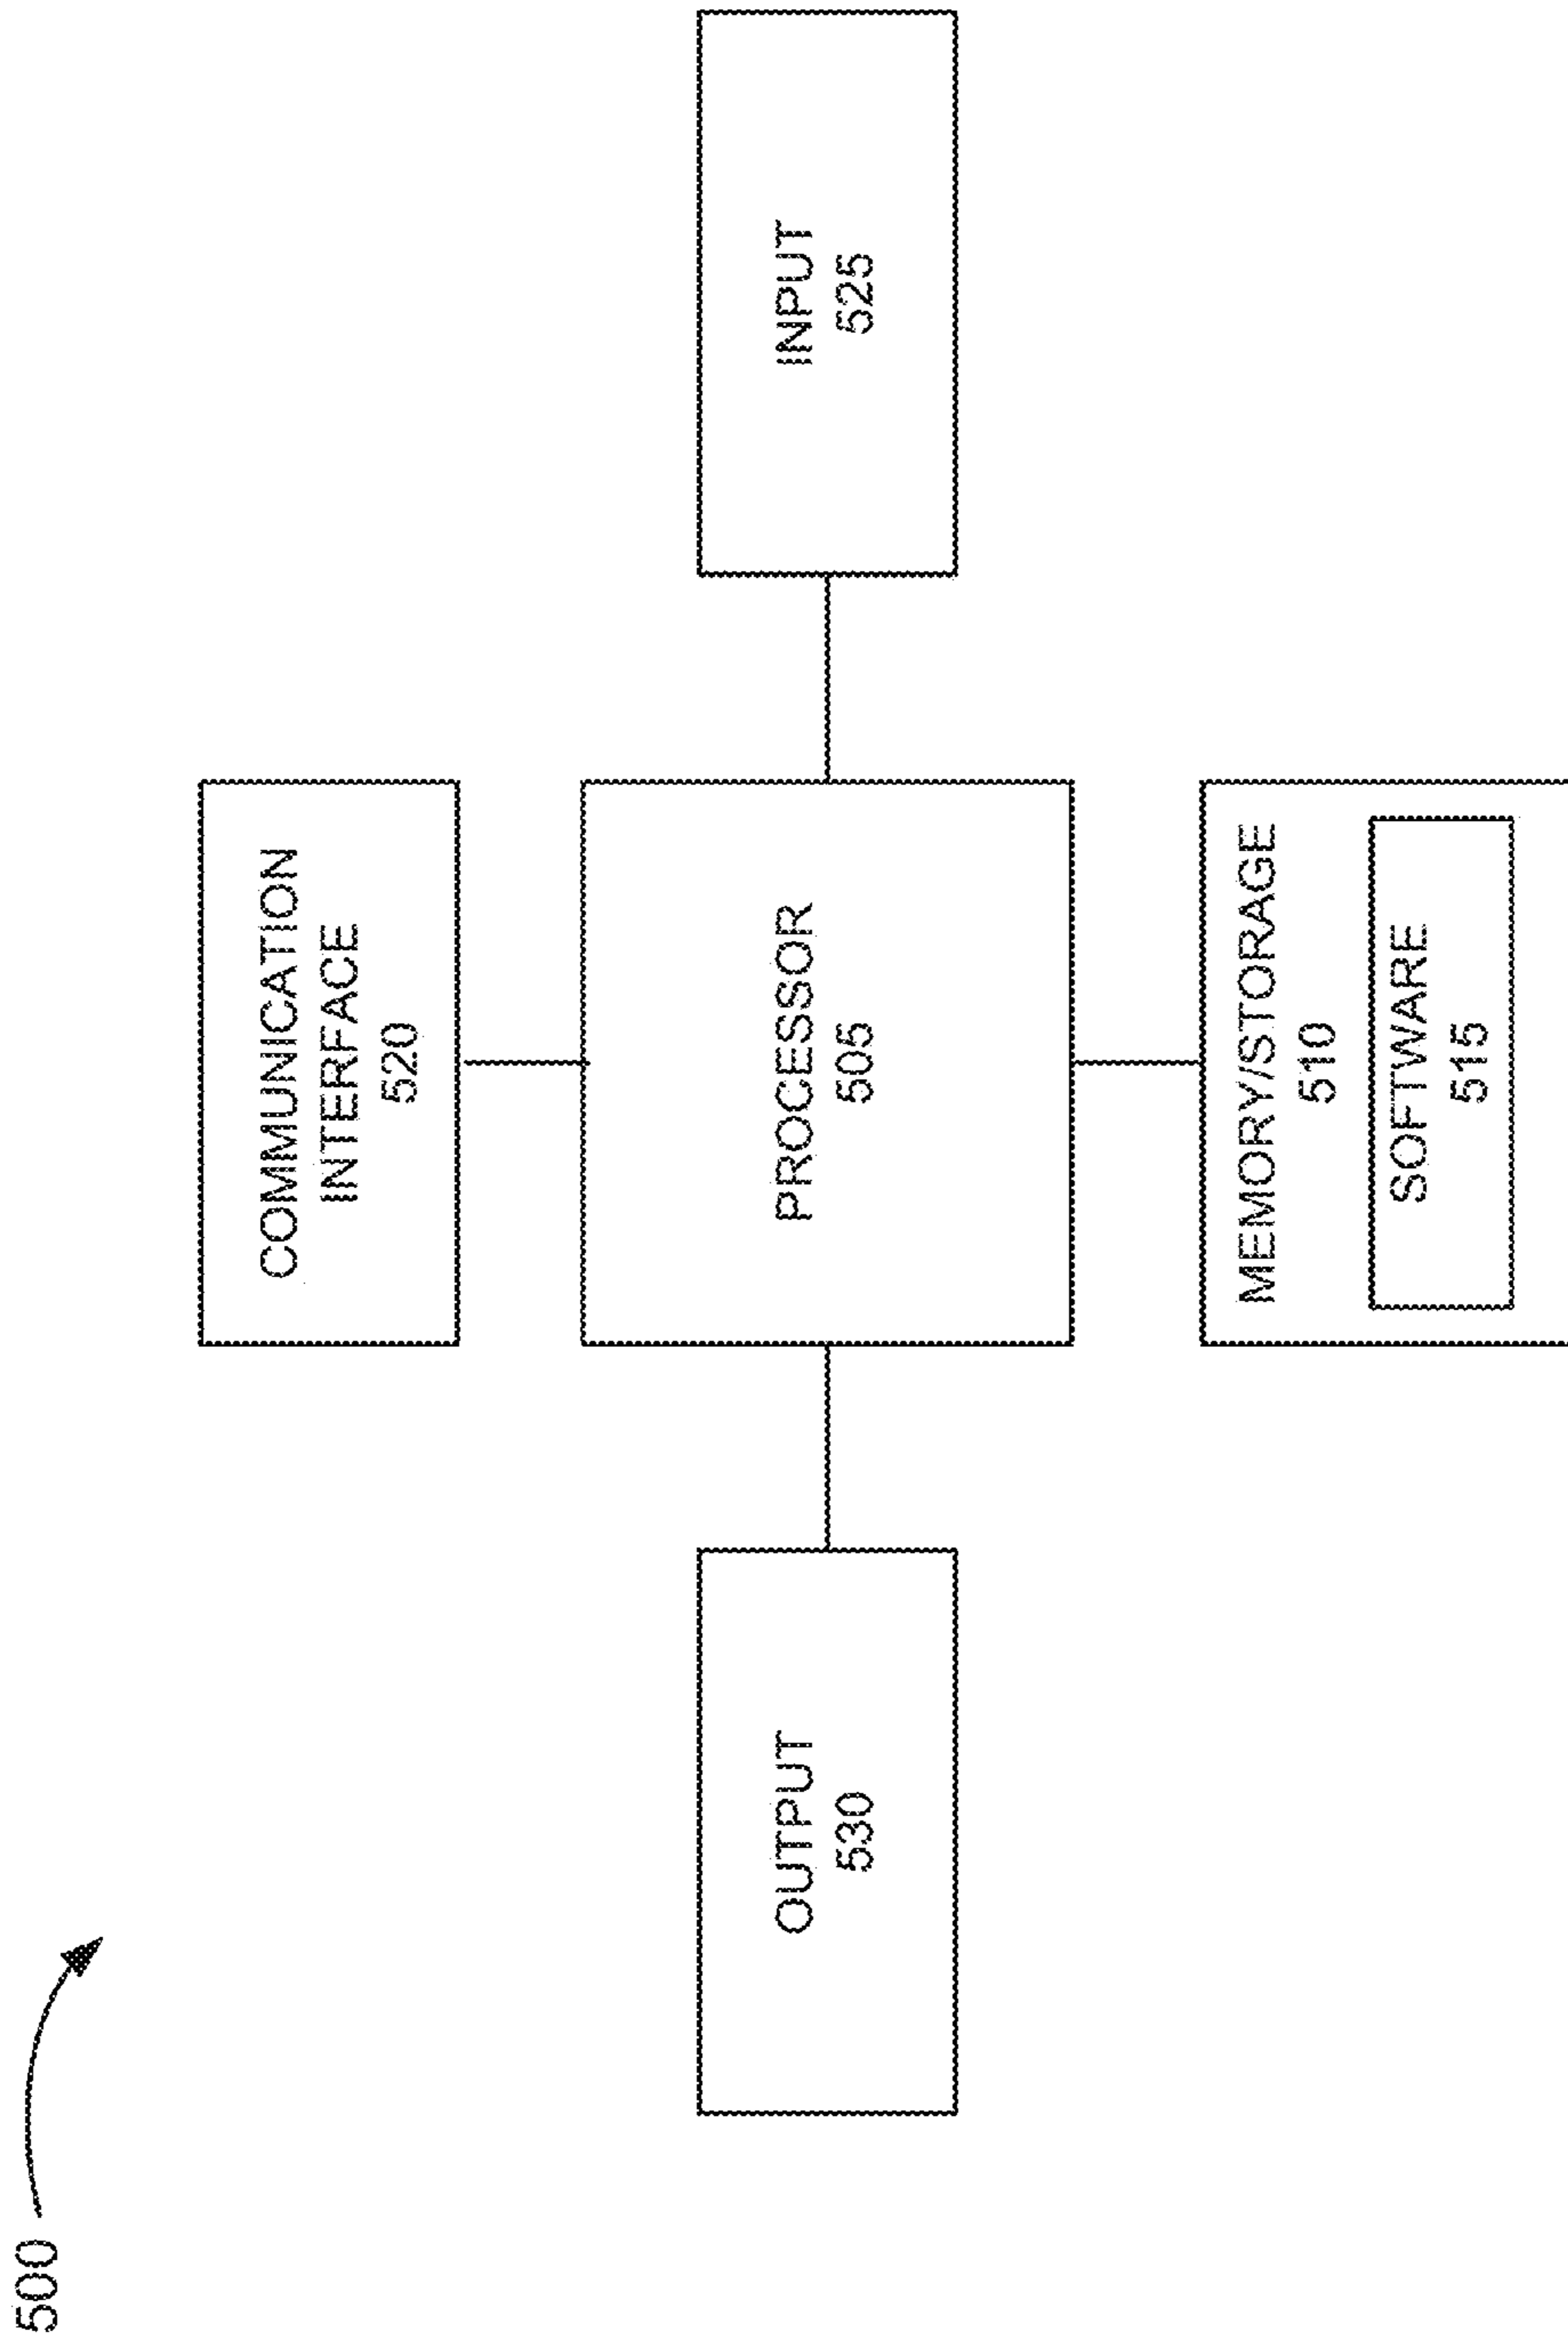 500
COMMUNICATION
INTERFACE
520
OUTPUT
530
PROCESSOR
505
INPUT
525
MEMORY/STORAGE
510
SOFTWARE
515